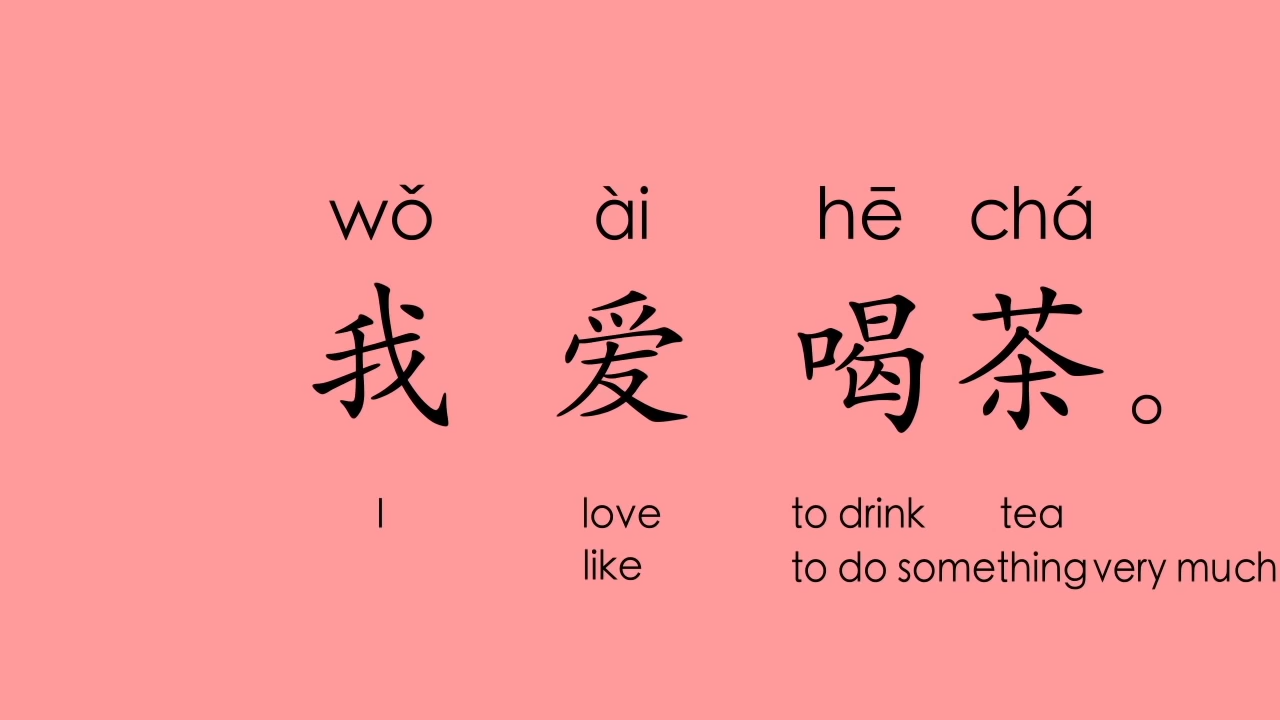 wǒ ài hē chá
我 爱 喝 茶 。
I love to drink tea
like to do something very much